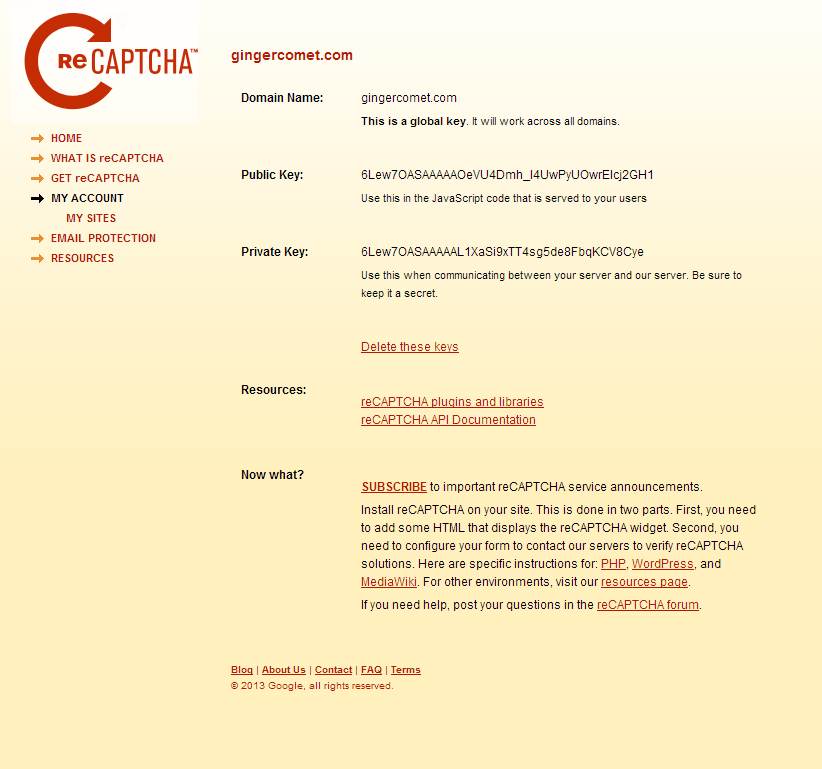 ReCAPTCHA™
HOME
WHAT IS reCAPTCHA
GET reCAPTCHA
MY ACCOUNT
MY SITES
EMAIL PROTECTION
RESOURCES
gingercomet.com
Domain Name: gingercomet.com
This is a global key. It will work across all domains.
Public Key: 6Lew7OASAAAAAOeVU4Dmh_I4UwPyUOwrEIcj2GH1
Use this in the JavaScript code that is served to your users
Private Key: 6Lew7OASAAAAAL1XaSi9xTT4sg5de8FbqKCV8Cye
Use this when communicating between your server and our server. Be sure to
keep it a secret.
Delete these keys
Resources:
reCAPTCHA plugins and libraries
reCAPTCHA API Documentation
Now what?
SUBSCRIBE to important reCAPTCHA service announcements.
Install reCAPTCHA on your site. This is done in two parts. First, you need
to add some HTML that displays the reCAPTCHA widget. Second, you
need to configure your form to contact our servers to verify reCAPTCHA
solutions. Here are specific instructions for: PHP, WordPress, and
MediaWiki. For other environments, visit our resources page.
If you need help, post your questions in the reCAPTCHA forum.
Blog | About Us | Contact | FAQ | Terms
© 2013 Google, all rights reserved.